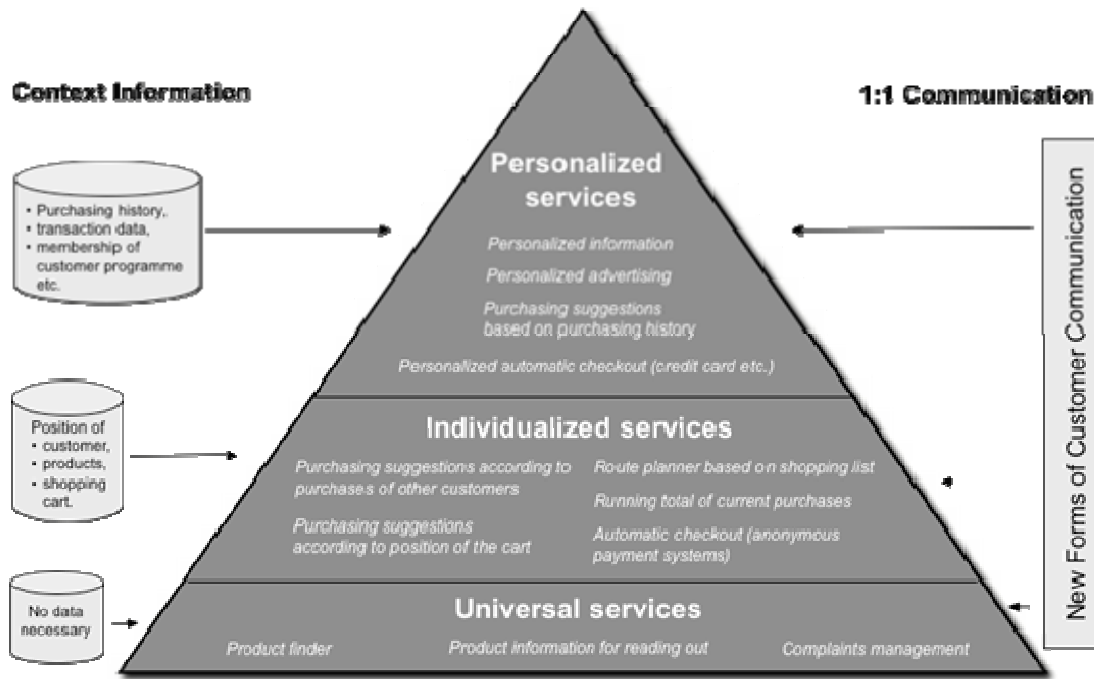 Context Information
1:1 Communication
• Purchasing history,
• transaction data,
• membership of
customer programme
etc.
Personalized
services
Personalized information
Personalized advertising
Purchasing suggestions
based on purchasing history
Personalized automatic checkout (credit card etc.)
Position of
• customer,
• products,
• shopping
cart.
Individualized services
Purchasing suggestions according to
purchases of other customers
Purchasing suggestions
according to position of the cart
Route planner based on shopping list
Running total of current purchases
Automatic checkout (anonymous
payment systems)
No data
necessary
Universal services
Product finder
Product information for reading out
Complaints management
New Forms of Customer Communication